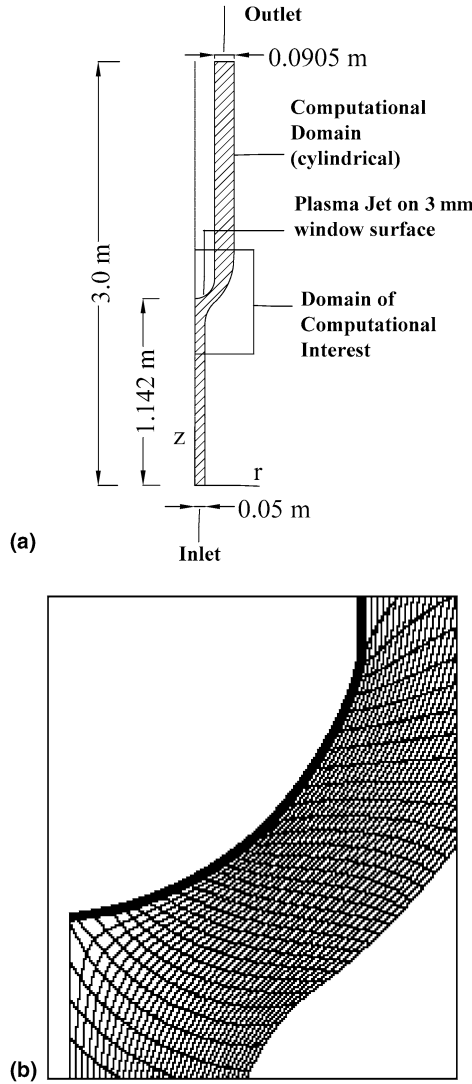 Outlet
0.0905 m
Computational
Domain
(cylindrical)
Plasma Jet on 3 mm
window surface
3.0 m
Domain of
Computational
Interest
1.142 m
z
r
0.05 m
(a)
Inlet
(b)